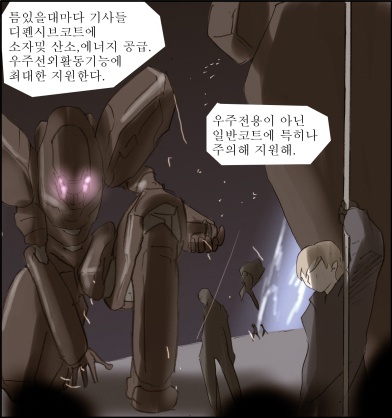 틈있을대마다 기사들
디펜시브코트에
소자및 산소,에너지 공급.
우주선외활동기능에
최대한 지원한다.
우주전용이 아닌
일반코트에 특히나
주의해 지원해.